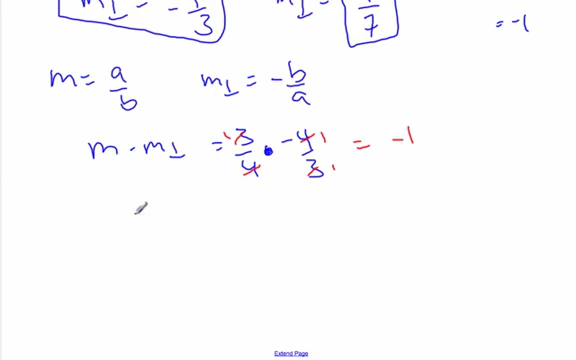 m⊥ = - 1/3 m⊥ = 1/7
= -1
m = a/b m⊥ = - b/a
m · m⊥ = 3/4 · - 4/3 = -1
Extend Page